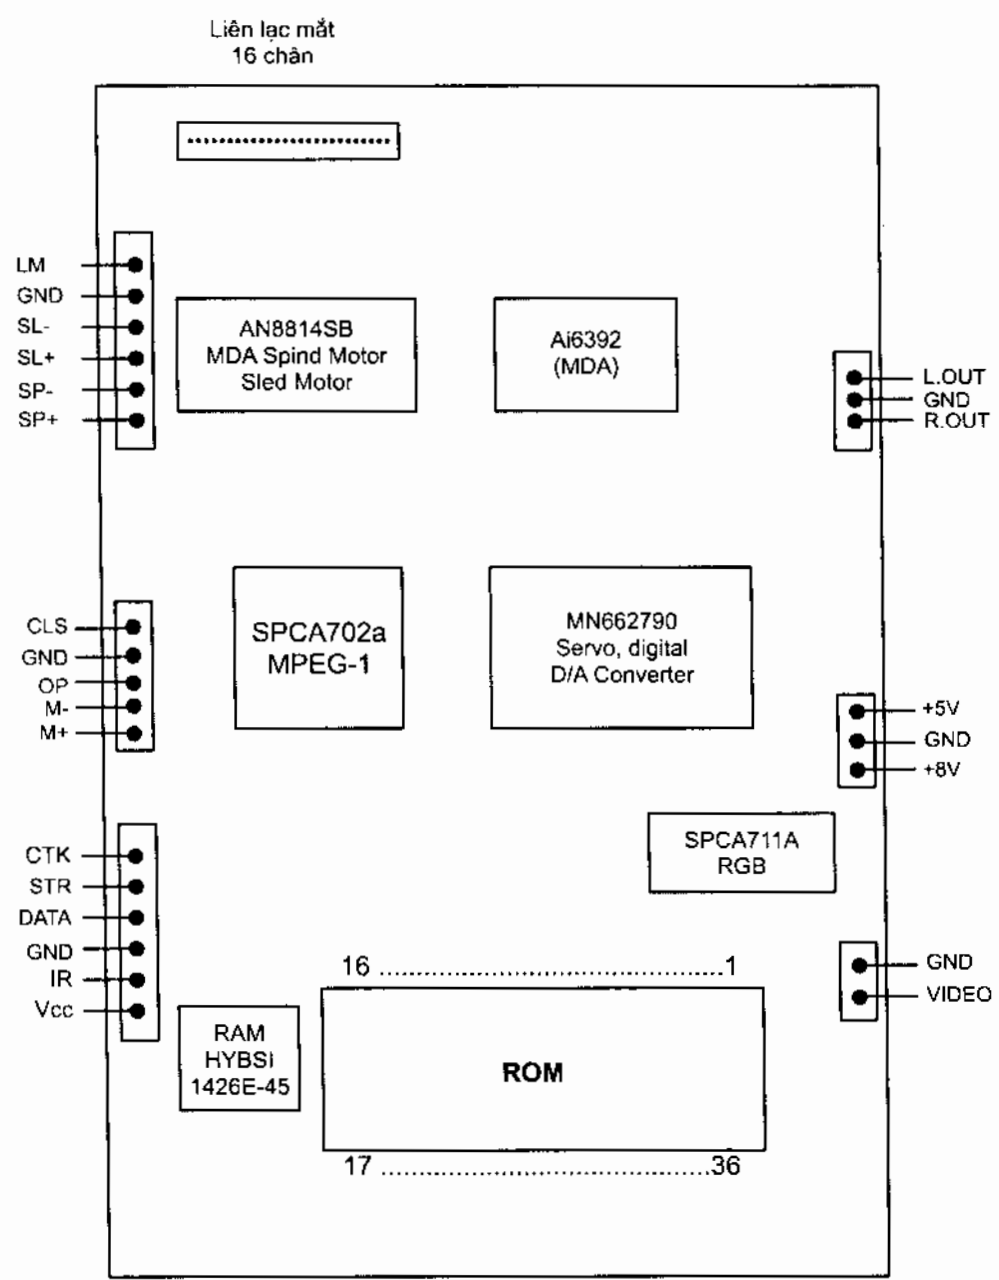 Liên lạc mắt
16 chân
LM
GND
SL-
SL+
SP-
SP+
AN8814SB
MDA Spind Motor
Sled Motor
Ai6392
(MDA)
L.OUT
GND
R.OUT
CLS
GND
OP
M-
M+
SPCA702a
MPEG-1
MN662790
Servo, digital
D/A Converter
+5V
GND
+8V
SPCA711A
RGB
CTK
STR
DATA
GND
IR
Vcc
GND
VIDEO
16 ........................................................ 1
RAM
HYBSI
1426E-45
ROM
17 ........................................................ 36